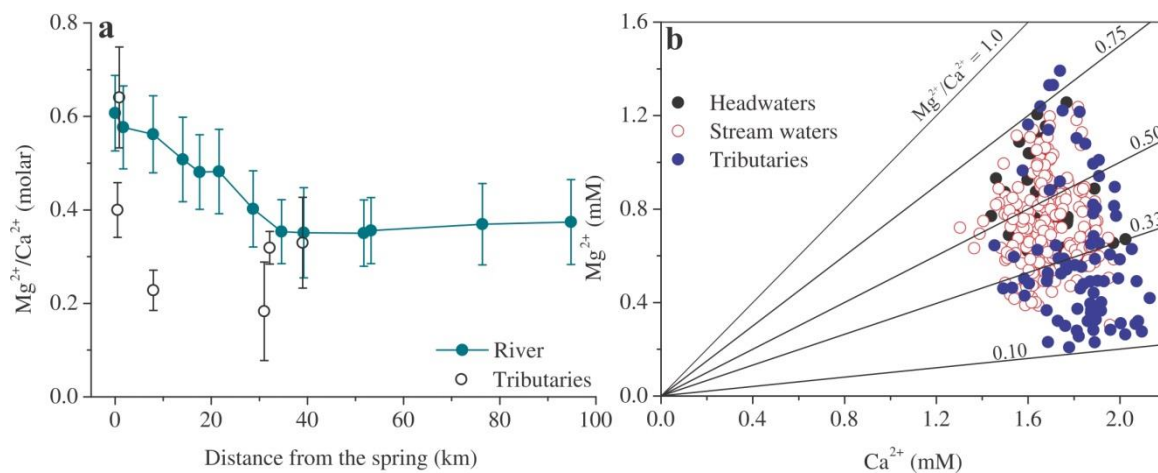 a
0.8
0.6
0.4
0.2
0.0
Mg²⁺/Ca²⁺ (molar)
River
Tributaries
0 20 40 60 80 100
Distance from the spring (km)
b
1.6
1.2
0.8
0.4
0.0
Mg²⁺ (mM)
Mg²⁺/Ca²⁺ = 1.0
0.75
0.50
0.33
0.10
Headwaters
Stream waters
Tributaries
0.0 0.4 0.8 1.2 1.6 2.0
Ca²⁺ (mM)